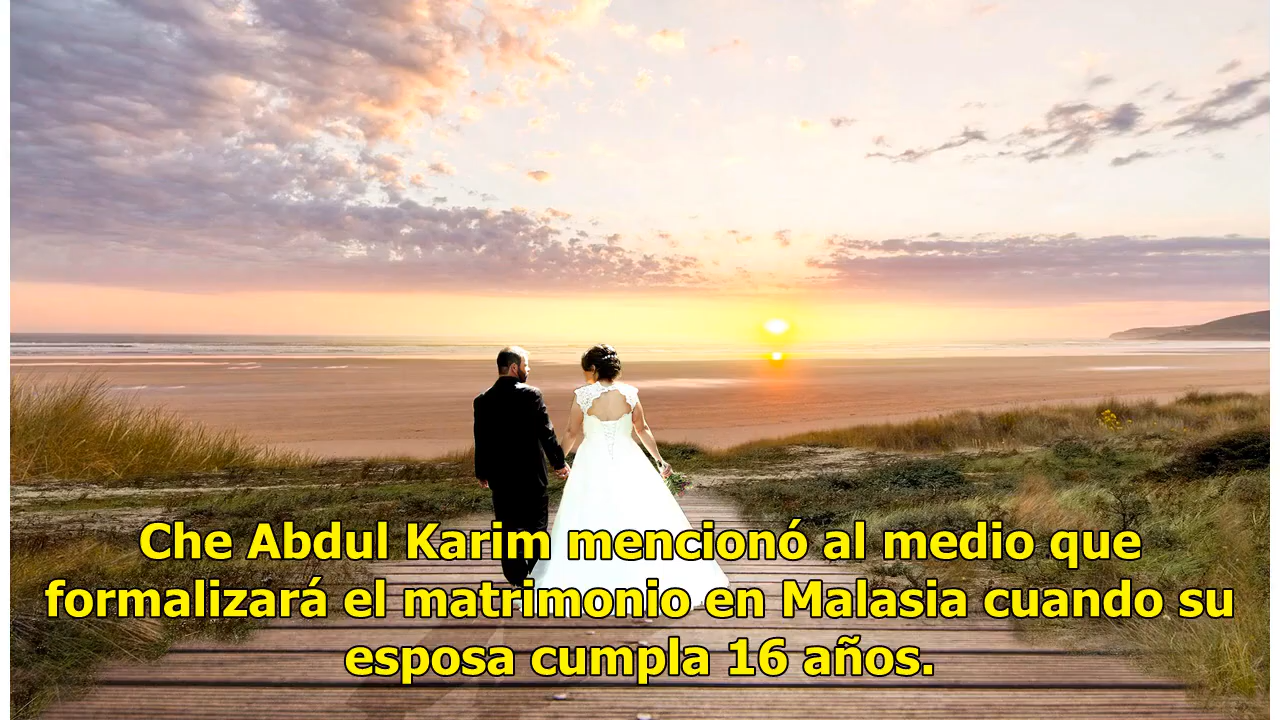 Che Abdul Karim mencionó al medio que
formalizará el matrimonio en Malasia cuando su
esposa cumpla 16 años.